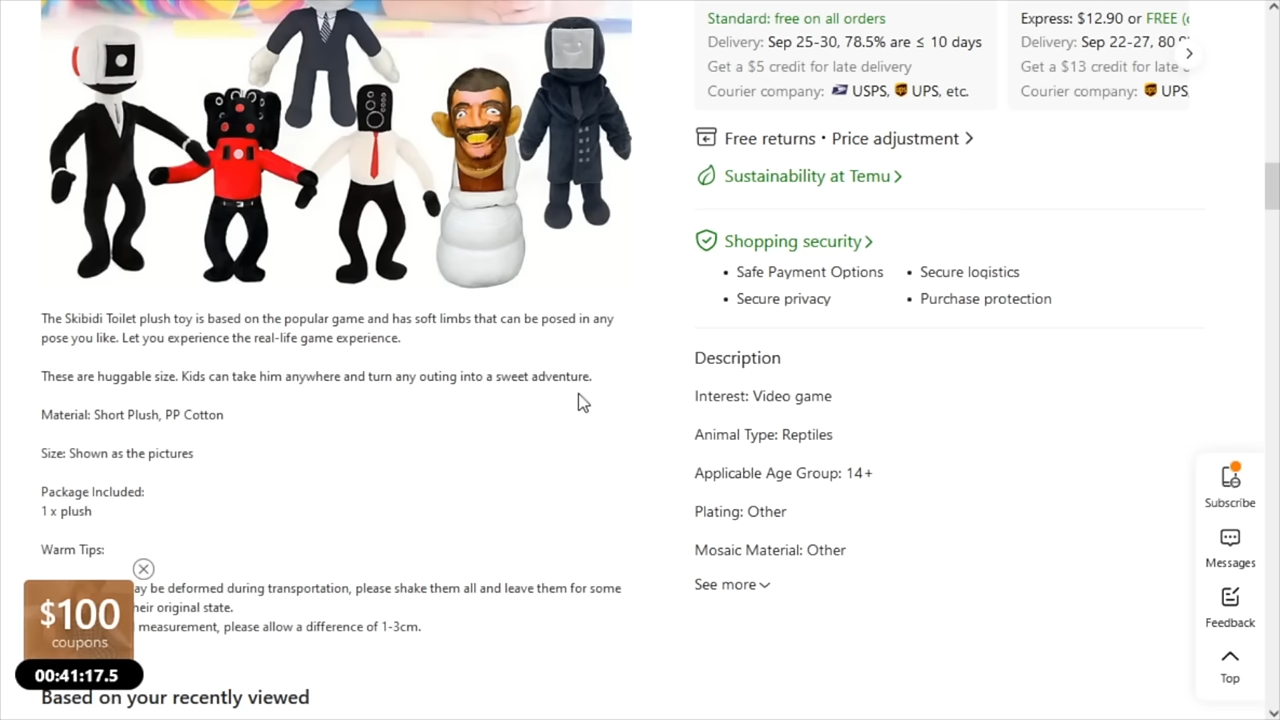 Standard: free on all orders
Delivery: Sep 25-30, 78.5% are ≤ 10 days
Get a $5 credit for late delivery
Courier company: USPS, UPS, etc.
Express: $12.90 or FREE
Delivery: Sep 22-27, 80
Get a $13 credit for late
Courier company: UPS
Free returns · Price adjustment >
Sustainability at Temu >
Shopping security >
• Safe Payment Options
• Secure logistics
• Secure privacy
• Purchase protection
The Skibidi Toilet plush toy is based on the popular game and has soft limbs that can be posed in any
pose you like. Let you experience the real-life game experience.
These are huggable size. Kids can take him anywhere and turn any outing into a sweet adventure.
Material: Short Plush, PP Cotton
Size: Shown as the pictures
Package Included:
1 x plush
Warm Tips:
be deformed during transportation, please shake them all and leave them for some
original state.
measurement, please allow a difference of 1-3cm.
$100
coupons
00:41:17.5
Based on your recently viewed
Description
Interest: Video game
Animal Type: Reptiles
Applicable Age Group: 14+
Plating: Other
Mosaic Material: Other
See more
Subscribe
Messages
Feedback
Top